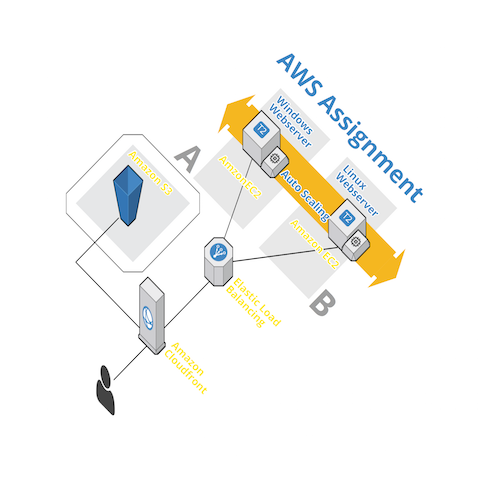 AWS Assignment
Windows
Webserver
T2
A
Amazon EC2
Auto Scaling
Linux
Webserver
T2
Amazon EC2
B
Amazon S3
Elastic Load
Balancing
Amazon
Cloudfront